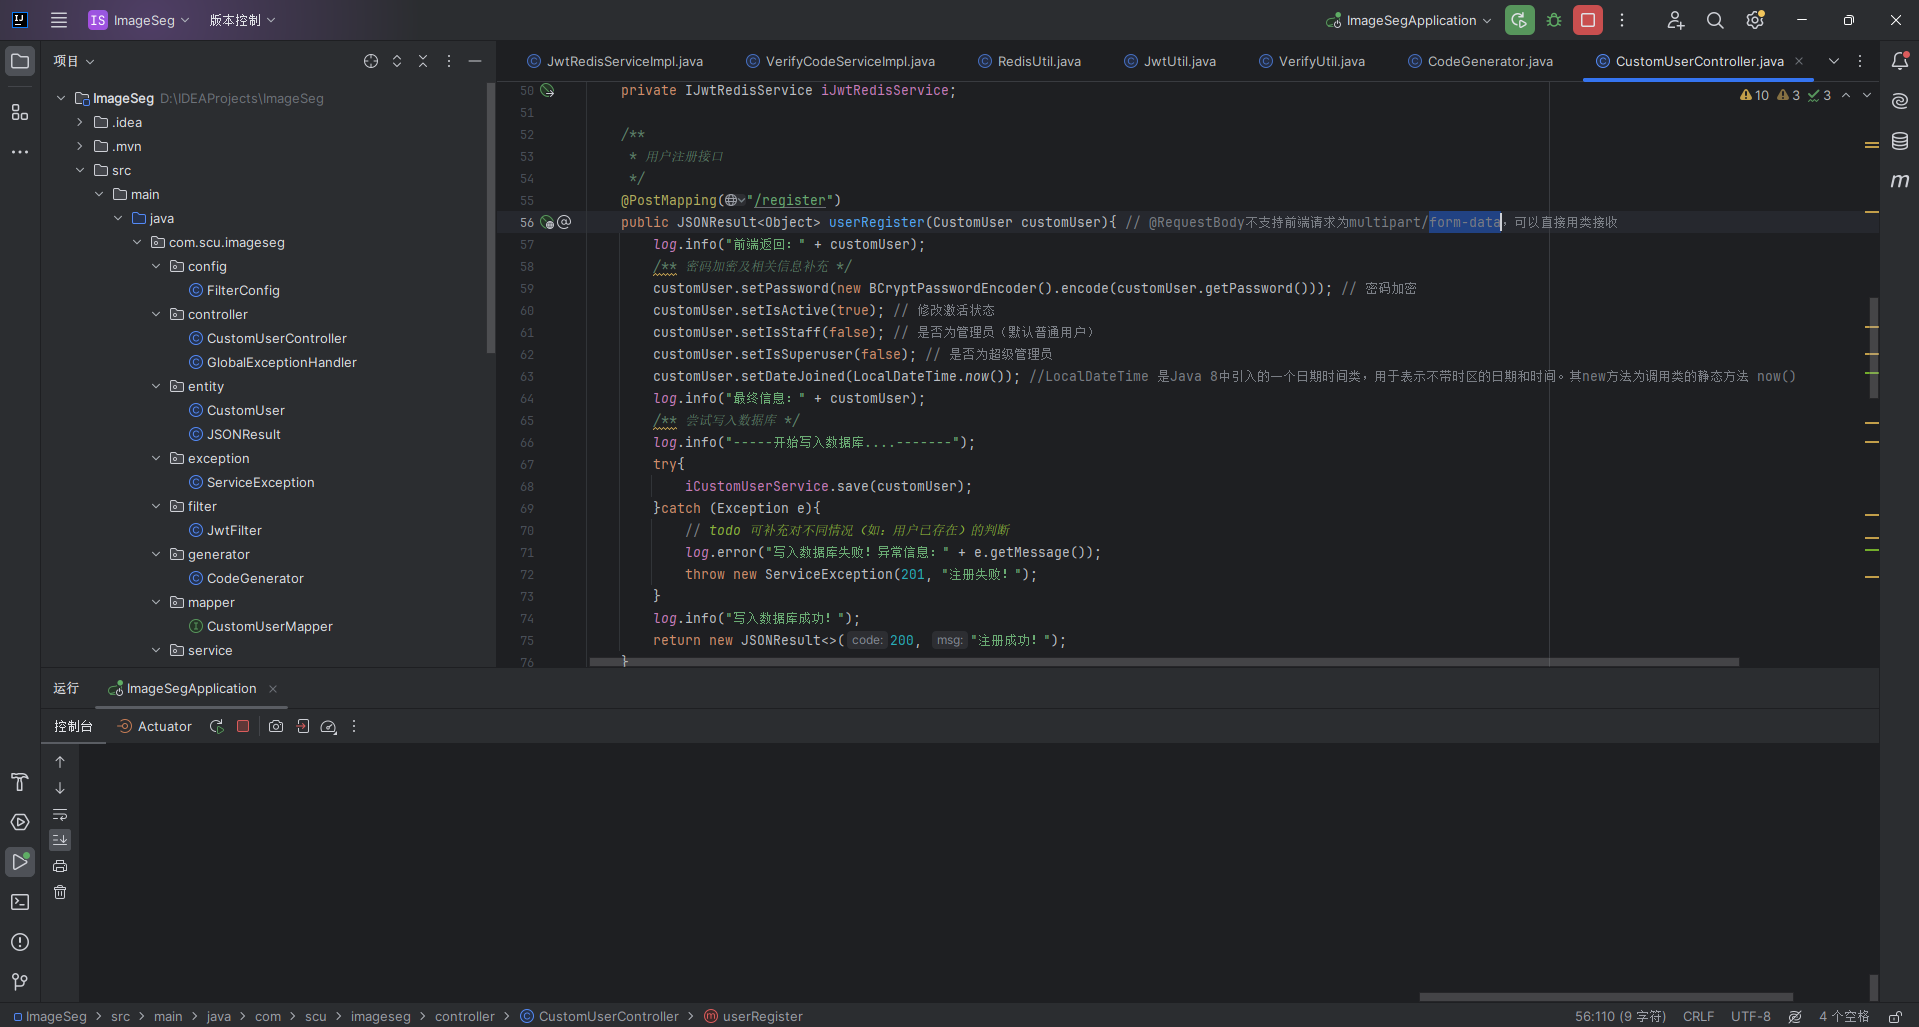 IS ImageSeg 版本控制 ImageSegApplication
项目 JwtRedisServiceImpl.java VerifyCodeServiceImpl.java RedisUtil.java JwtUtil.java VerifyUtil.java CodeGenerator.java CustomUserController.java
ImageSeg D:\IDEAProjects\ImageSeg
.idea
.mvn
src
main
java
com.scu.imageseg
config
FilterConfig
controller
CustomUserController
GlobalExceptionHandler
entity
CustomUser
JSONResult
exception
ServiceException
filter
JwtFilter
generator
CodeGenerator
mapper
CustomUserMapper
service
10 3 3
50 private IJwtRedisService iJwtRedisService;
51
52 /**
53 * 用户注册接口
54 */
55 @PostMapping("/register")
56 public JSONResult<Object> userRegister(CustomUser customUser){ // @RequestBody不支持前端请求为multipart/form-data，可以直接用类接收
57 log.info("前端返回：" + customUser);
58 /** 密码加密及相关信息补充 */
59 customUser.setPassword(new BCryptPasswordEncoder().encode(customUser.getPassword())); // 密码加密
60 customUser.setIsActive(true); // 修改激活状态
61 customUser.setIsStaff(false); // 是否为管理员（默认普通用户）
62 customUser.setIsSuperuser(false); // 是否为超级管理员
63 customUser.setDateJoined(LocalDateTime.now()); //LocalDateTime 是Java 8中引入的一个日期时间类，用于表示不带时区的日期和时间。其new方法为调用类的静态方法 now()
64 log.info("最终信息：" + customUser);
65 /** 尝试写入数据库 */
66 log.info("-----开始写入数据库....-------");
67 try{
68 iCustomUserService.save(customUser);
69 }catch (Exception e){
70 // todo 可补充对不同情况（如：用户已存在）的判断
71 log.error("写入数据库失败！异常信息：" + e.getMessage());
72 throw new ServiceException(201, "注册失败！");
73 }
74 log.info("写入数据库成功！");
75 return new JSONResult<>( code: 200, msg: "注册成功！");
76 }
运行 ImageSegApplication
控制台 Actuator
ImageSeg > src > main > java > com > scu > imageseg > controller > CustomUserController > userRegister 56:110 (9 字符) CRLF UTF-8 4 个空格